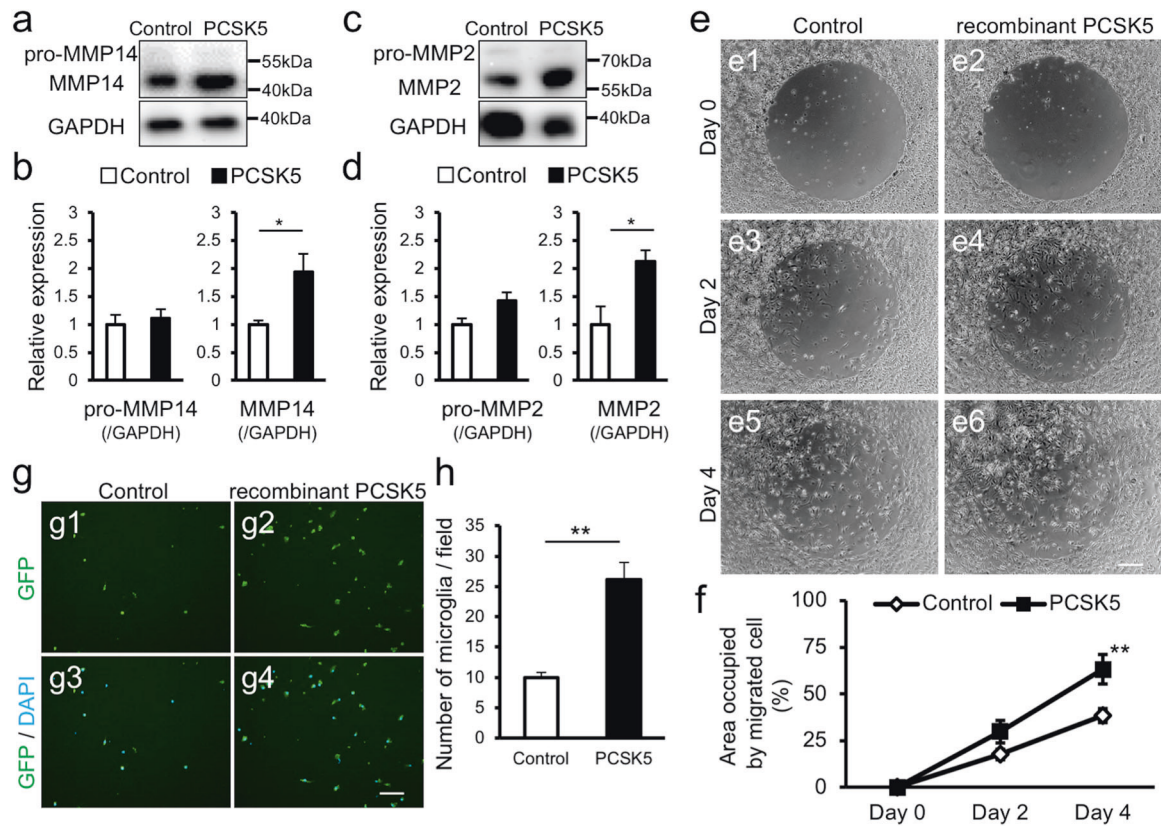 a
Control PCSK5
pro-MMP14
MMP14
55kDa
40kDa
GAPDH
40kDa
b
Control PCSK5
Relative expression
3
2.5
2
1.5
1
0.5
0
pro-MMP14
(/GAPDH)
3
2.5
2
1.5
1
0.5
0
*
MMP14
(/GAPDH)
c
Control PCSK5
pro-MMP2
MMP2
70kDa
55kDa
GAPDH
40kDa
d
Control PCSK5
Relative expression
3
2.5
2
1.5
1
0.5
0
pro-MMP2
(/GAPDH)
3
2.5
2
1.5
1
0.5
0
*
MMP2
(/GAPDH)
e
Control
recombinant PCSK5
Day 0
e1
e2
Day 2
e3
e4
Day 4
e5
e6
f
Control PCSK5
Area occupied
by migrated cell
(%)
100
75
50
25
0
**
Day 0 Day 2 Day 4
g
Control
recombinant PCSK5
GFP
g1
g2
GFP / DAPI
g3
g4
h
Number of microglia / field
35
30
25
20
15
10
5
0
**
Control PCSK5